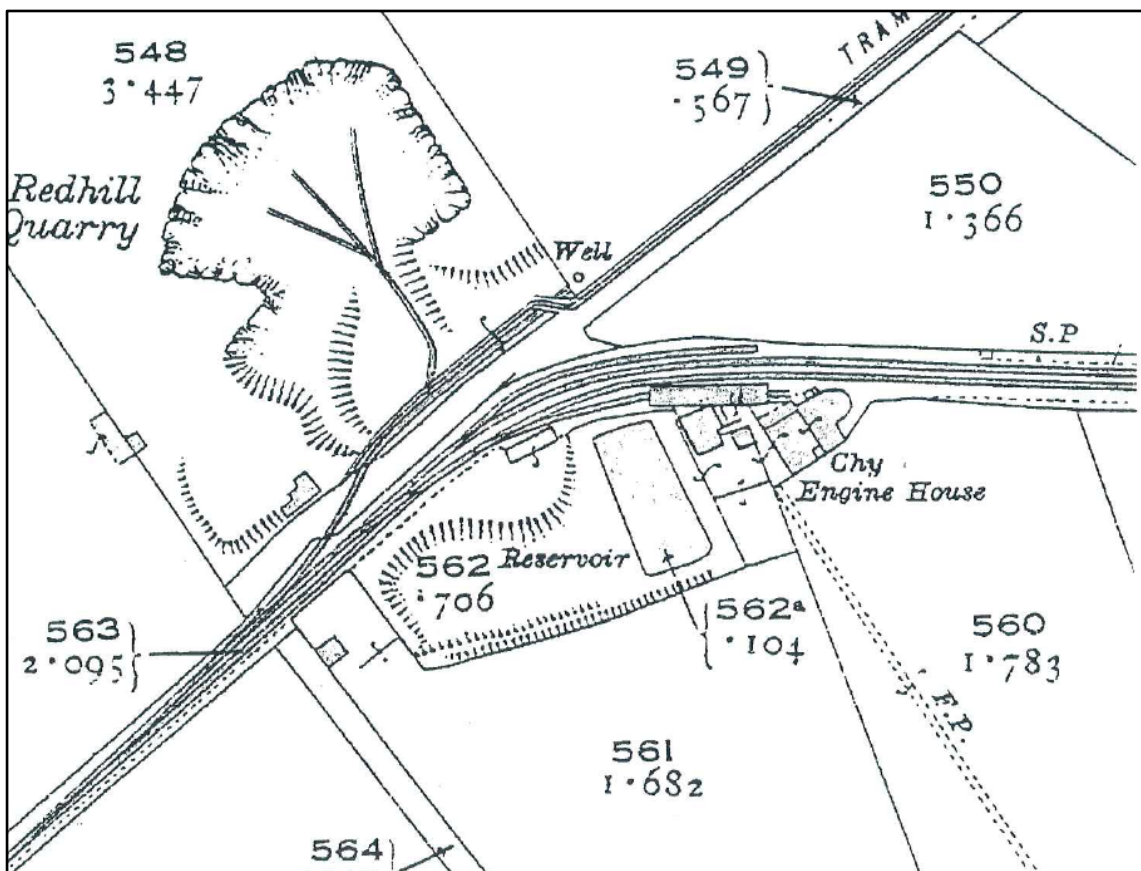 548
3·447
549
·567
TRAM
550
1·366
Redhill
Quarry
Well
S.P
Chy
Engine House
562
·706
Reservoir
562a
·104
563
2·095
560
1·783
F.P.
561
1·682
564